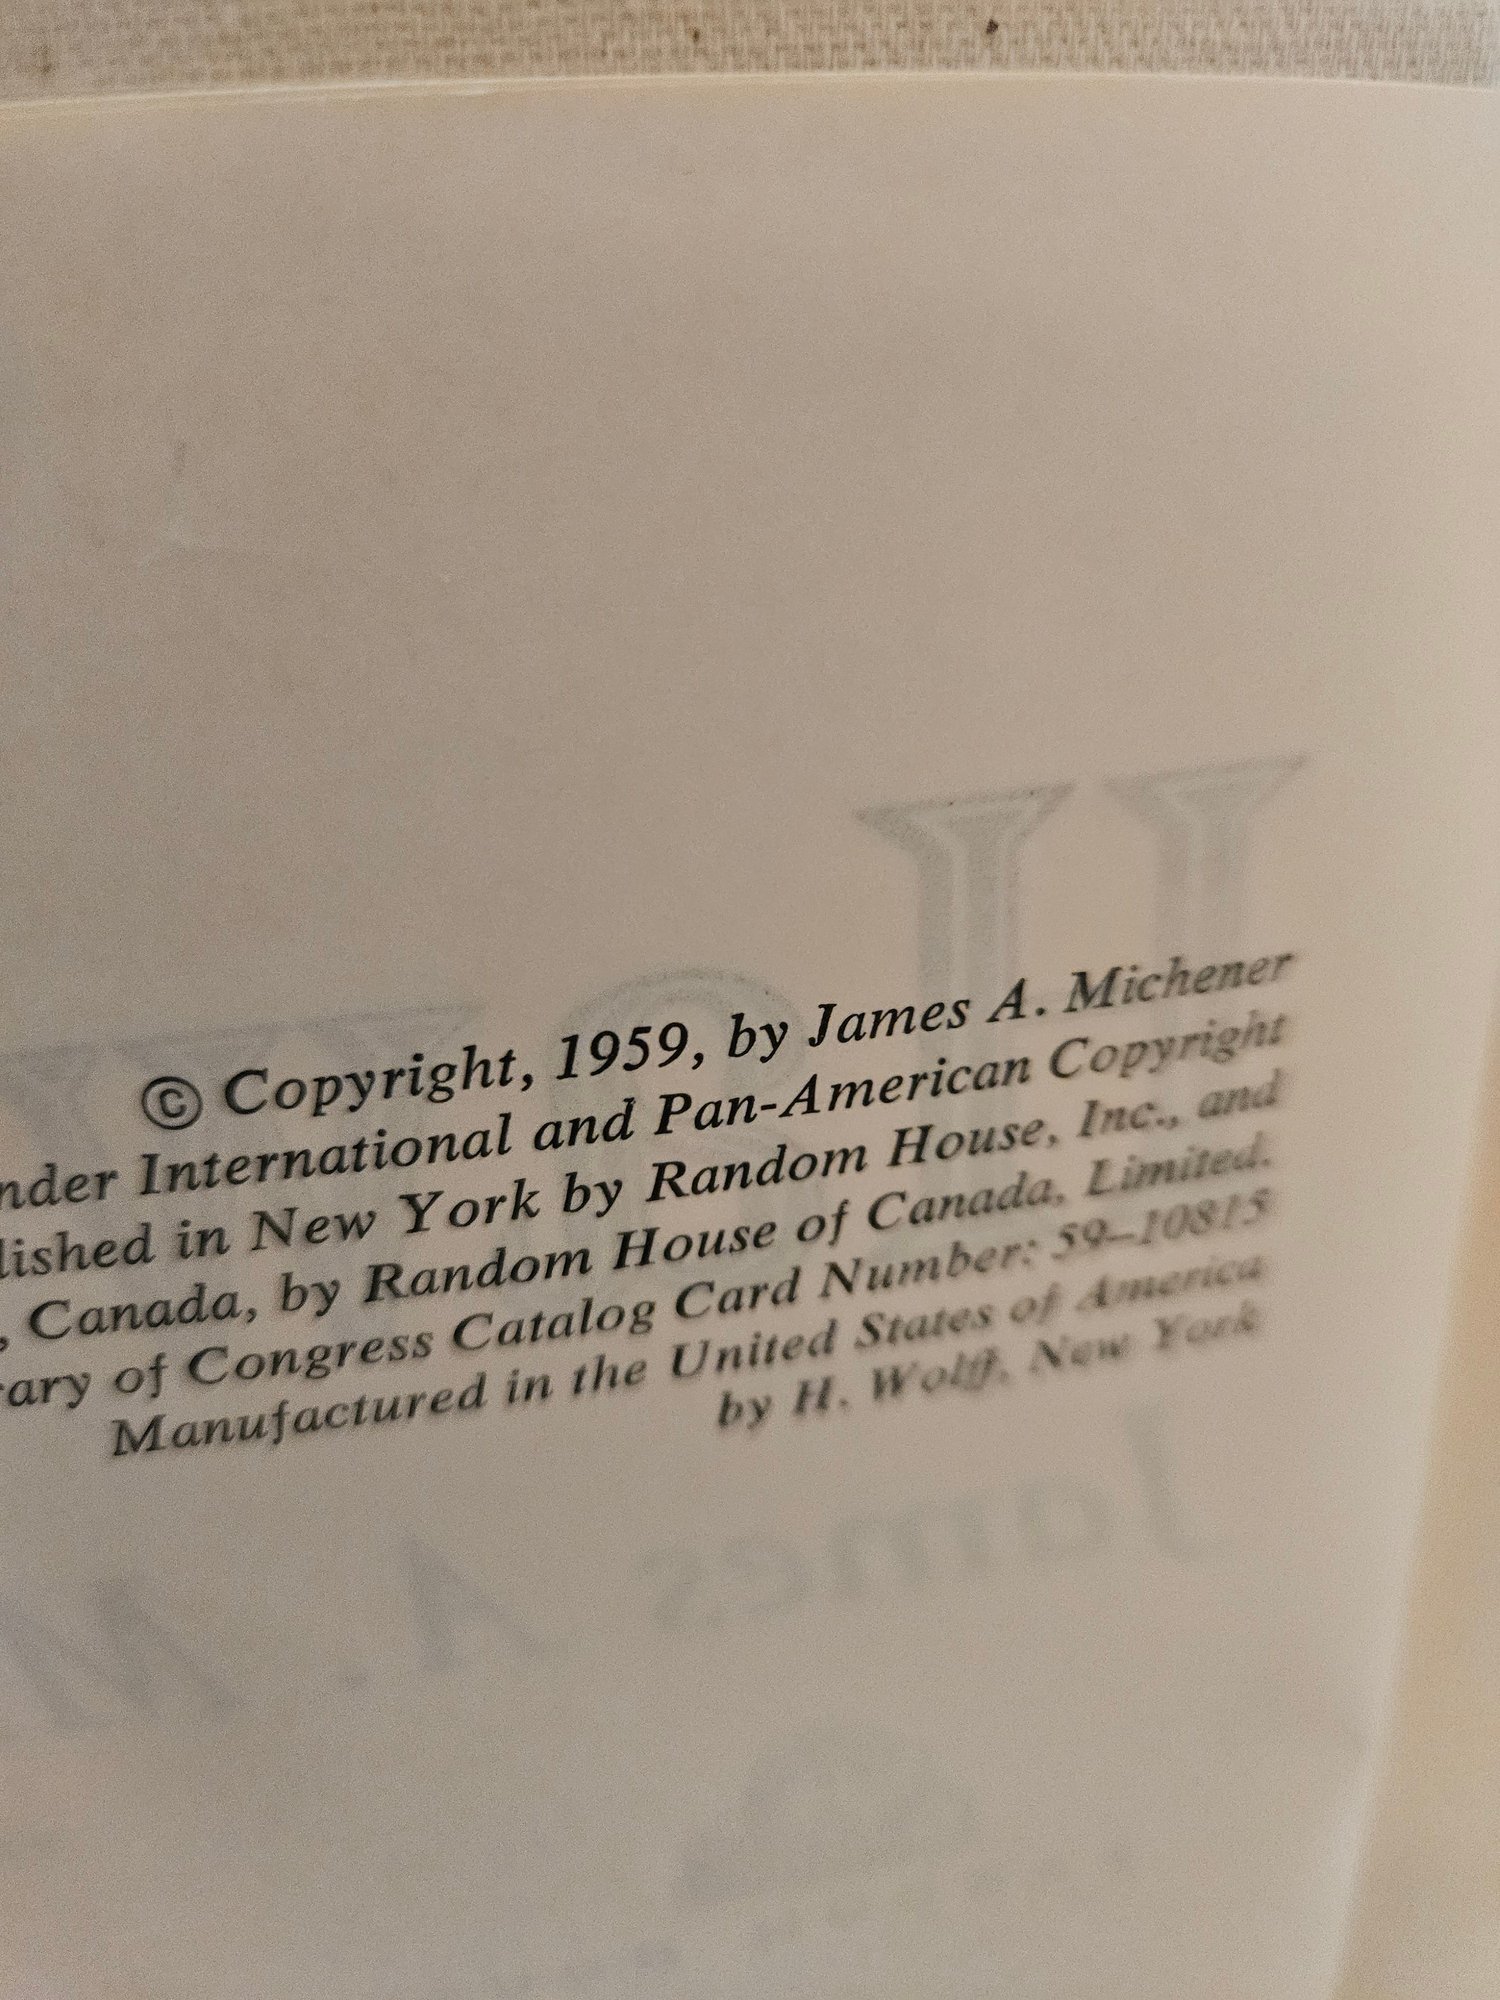 © Copyright, 1959, by James A. Michener
nder International and Pan-American Copyright
lished in New York by Random House, Inc., and
, Canada, by Random House of Canada, Limited.
rary of Congress Catalog Card Number: 59–10815
Manufactured in the United States of America
by H. Wolff, New York
James A. M